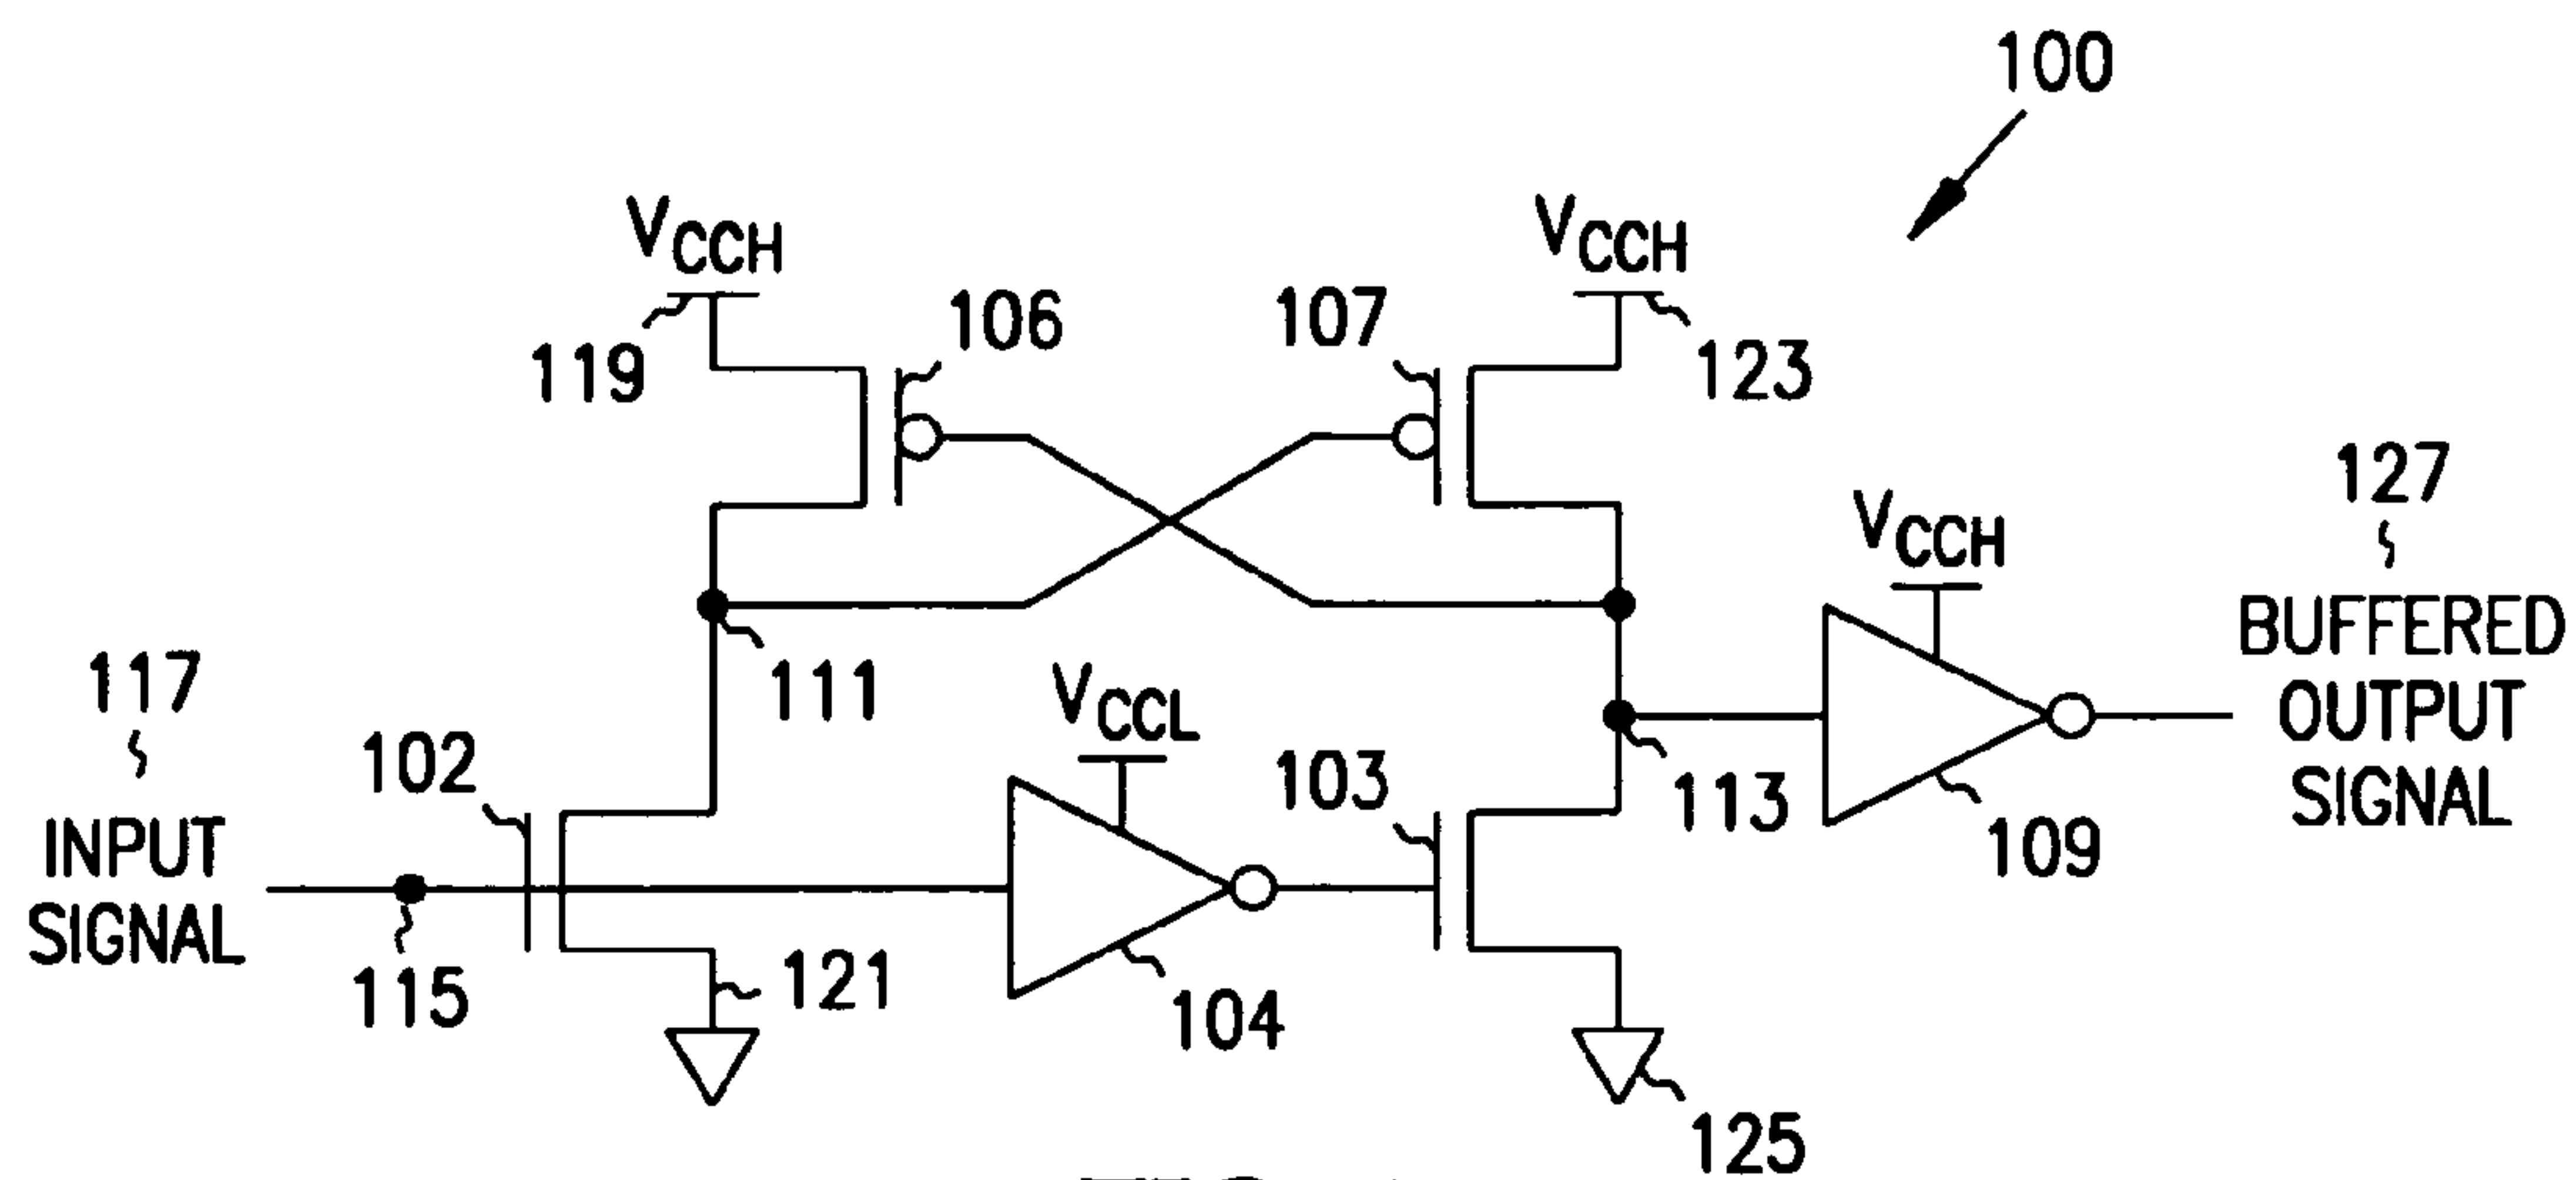 100
VCCH
VCCH
106
107
119
123
127
VCCH
BUFFERED
OUTPUT
SIGNAL
117
111
VCCL
102
103
113
109
INPUT
SIGNAL
115
121
104
125